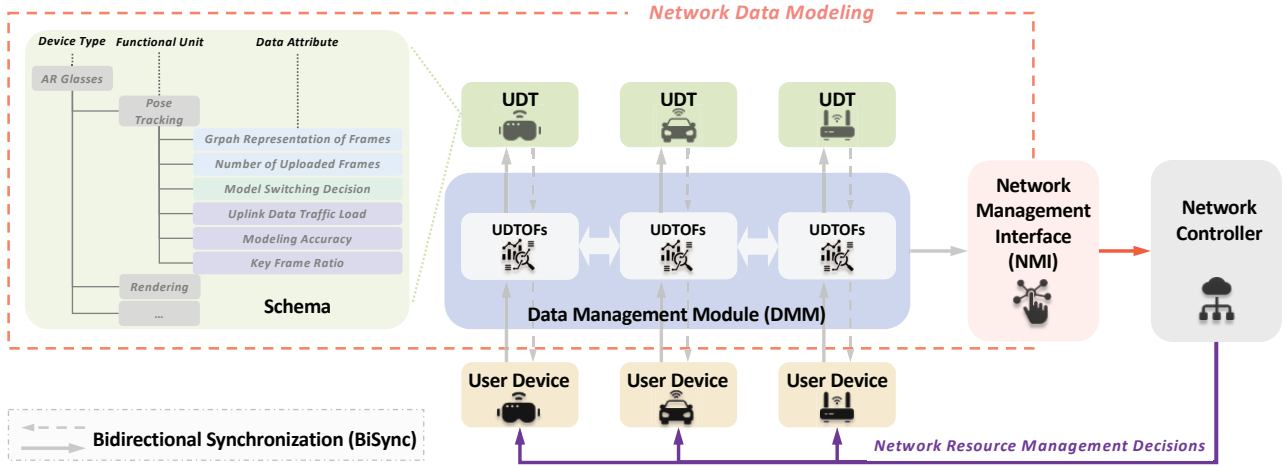 Network Data Modeling
Device Type Functional Unit Data Attribute
AR Glasses
Pose
Tracking
Grpah Representation of Frames
Number of Uploaded Frames
Model Switching Decision
Uplink Data Traffic Load
Modeling Accuracy
Key Frame Ratio
Rendering
...
Schema
UDT UDT UDT
UDTOFs UDTOFs UDTOFs
Data Management Module (DMM)
Network
Management
Interface
(NMI)
Network
Controller
User Device User Device User Device
Bidirectional Synchronization (BiSync)
Network Resource Management Decisions